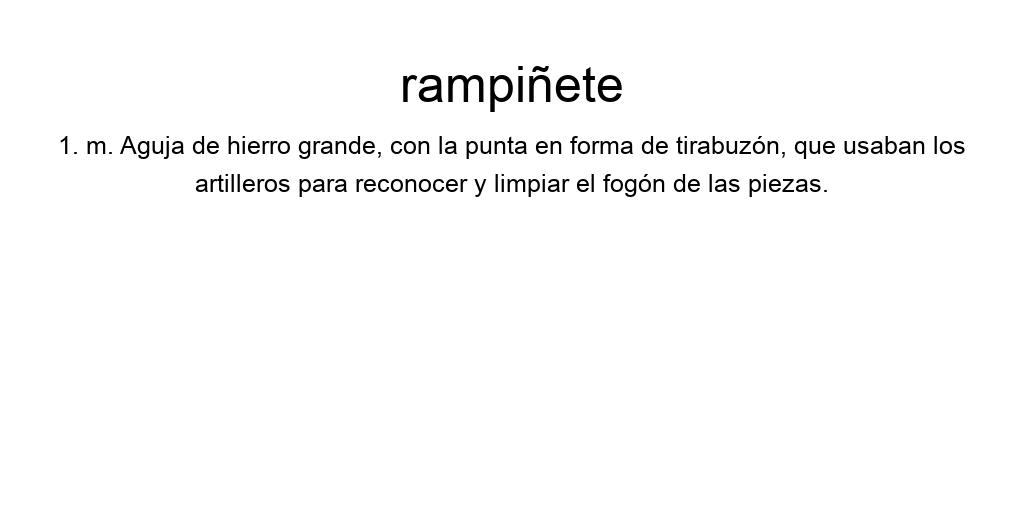 rampiñete
1. m. Aguja de hierro grande, con la punta en forma de tirabuzón, que usaban los
artilleros para reconocer y limpiar el fogón de las piezas.